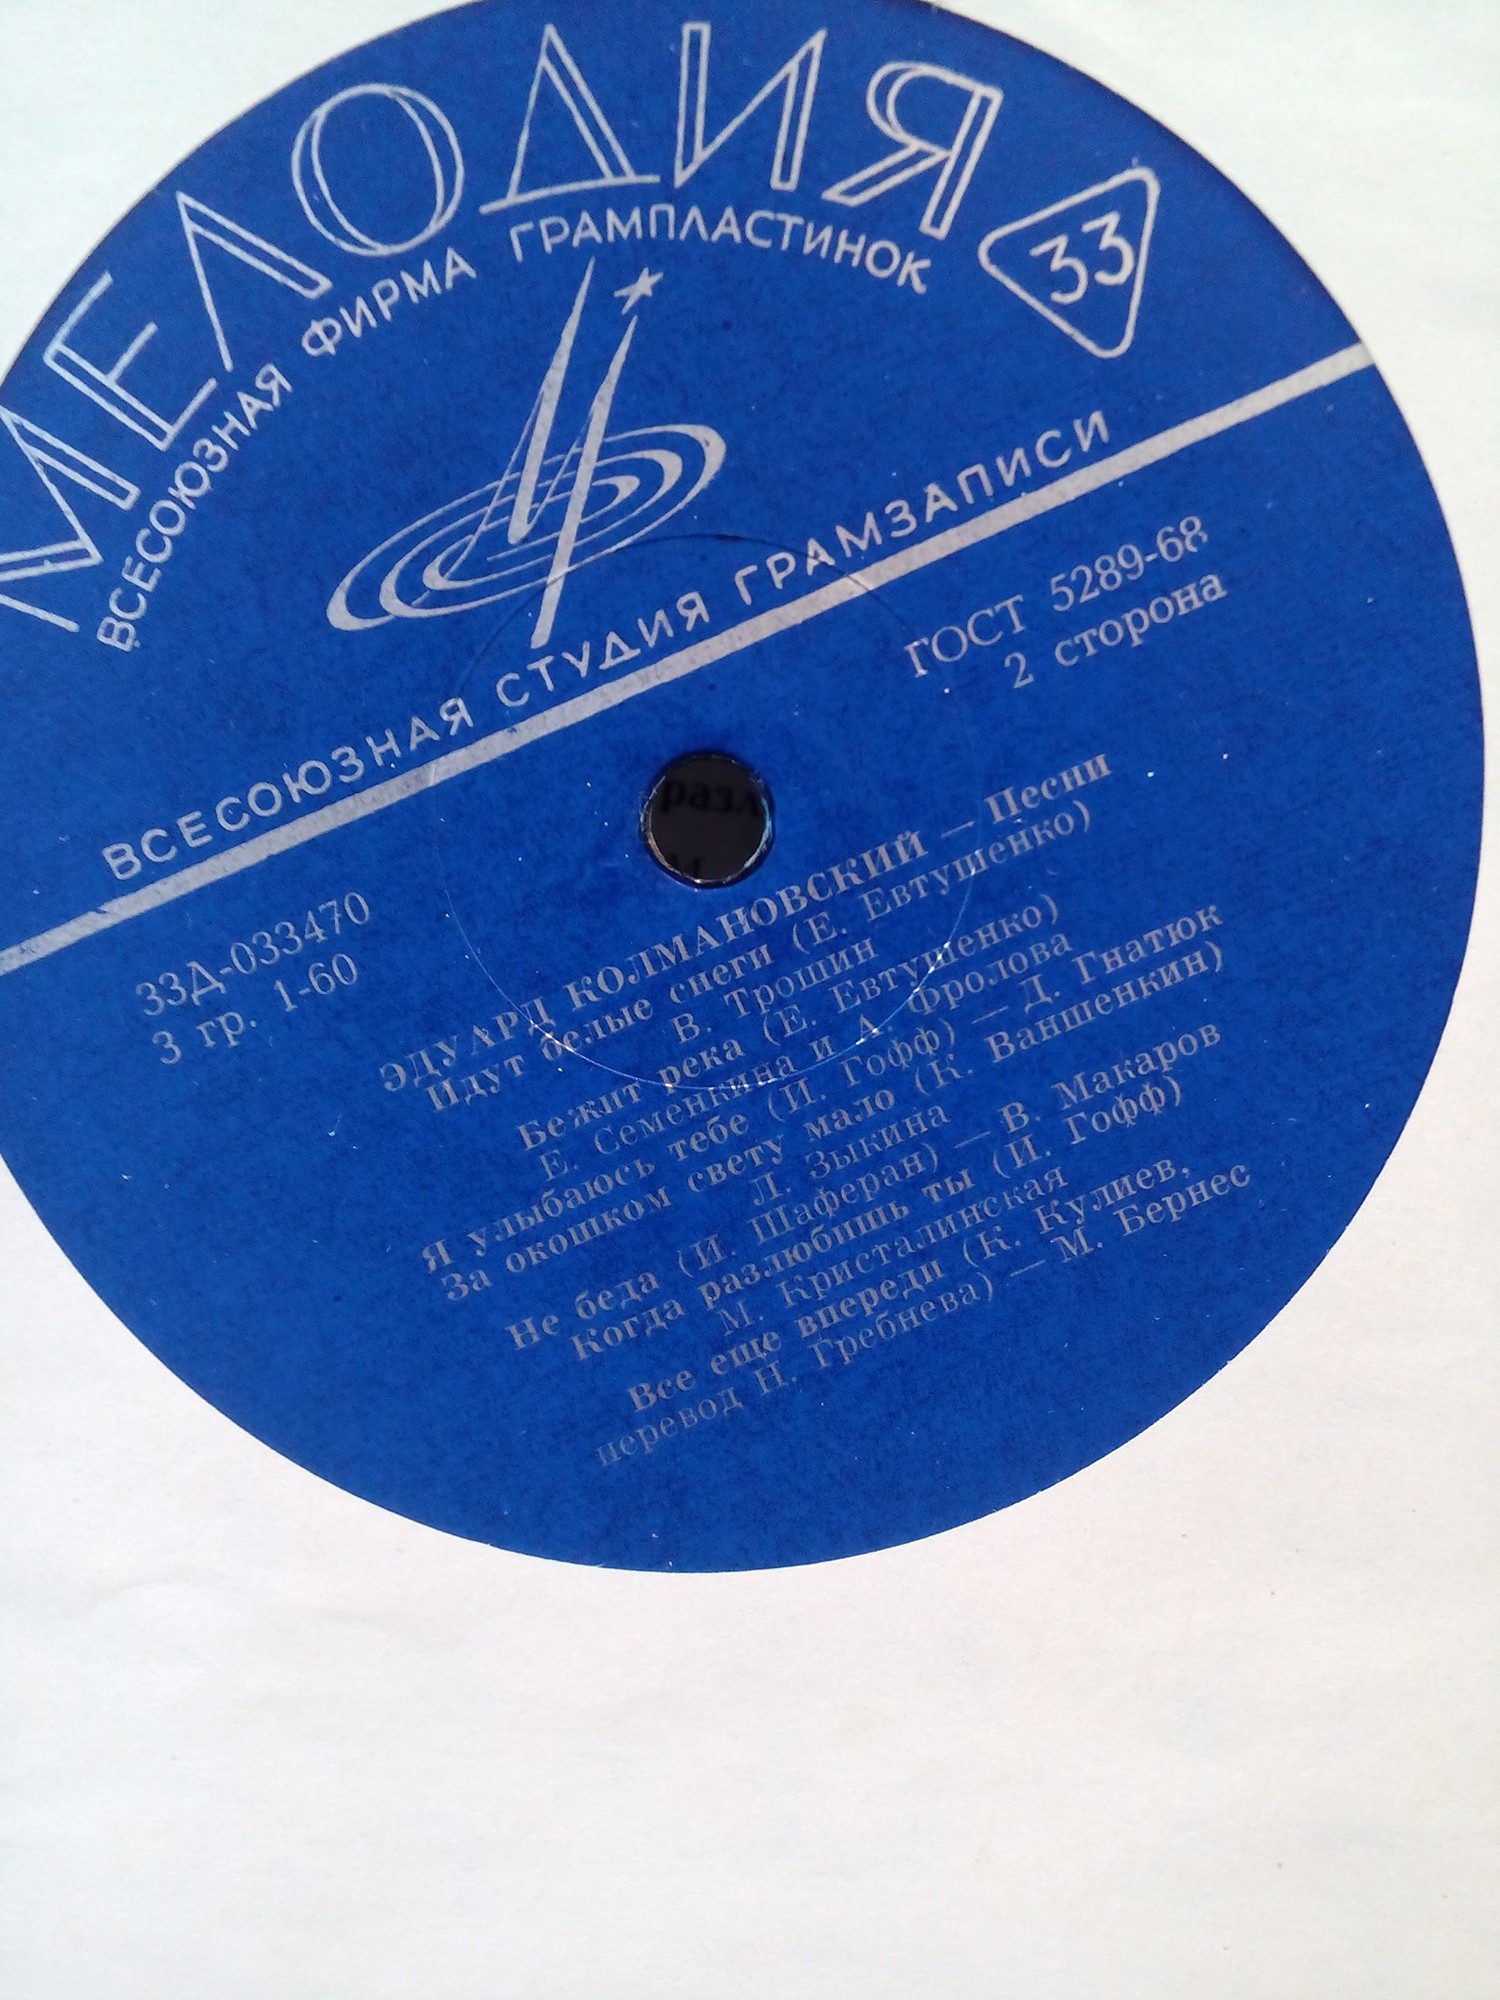 МЕЛОДИЯ
33
ВСЕСОЮЗНАЯ ФИРМА ГРАМПЛАСТИНОК
ВСЕСОЮЗНАЯ СТУДИЯ ГРАМЗАПИСИ
ГОСТ 5289-68
2 сторона
33Д-033470
3 гр. 1-60
разл
ЭДУАРД КОЛМАНОВСКИЙ — Песни
Идут белые снеги (Е. Евтушенко)
В. Трошин
Бежит река (Е. Евтушенко)
Е. Семенкина и А. Фролова
Я улыбаюсь тебе (И. Гофф) — Д. Гнатюк
За окошком свету мало (К. Ваншенкин)
Л. Зыкина
Не беда (И. Шаферан) — В. Макаров
Когда разлюбишь ты (И. Гофф)
М. Кристалинская
Все еще впереди (К. Кулиев,
перевод Н. Гребнева) — М. Бернес